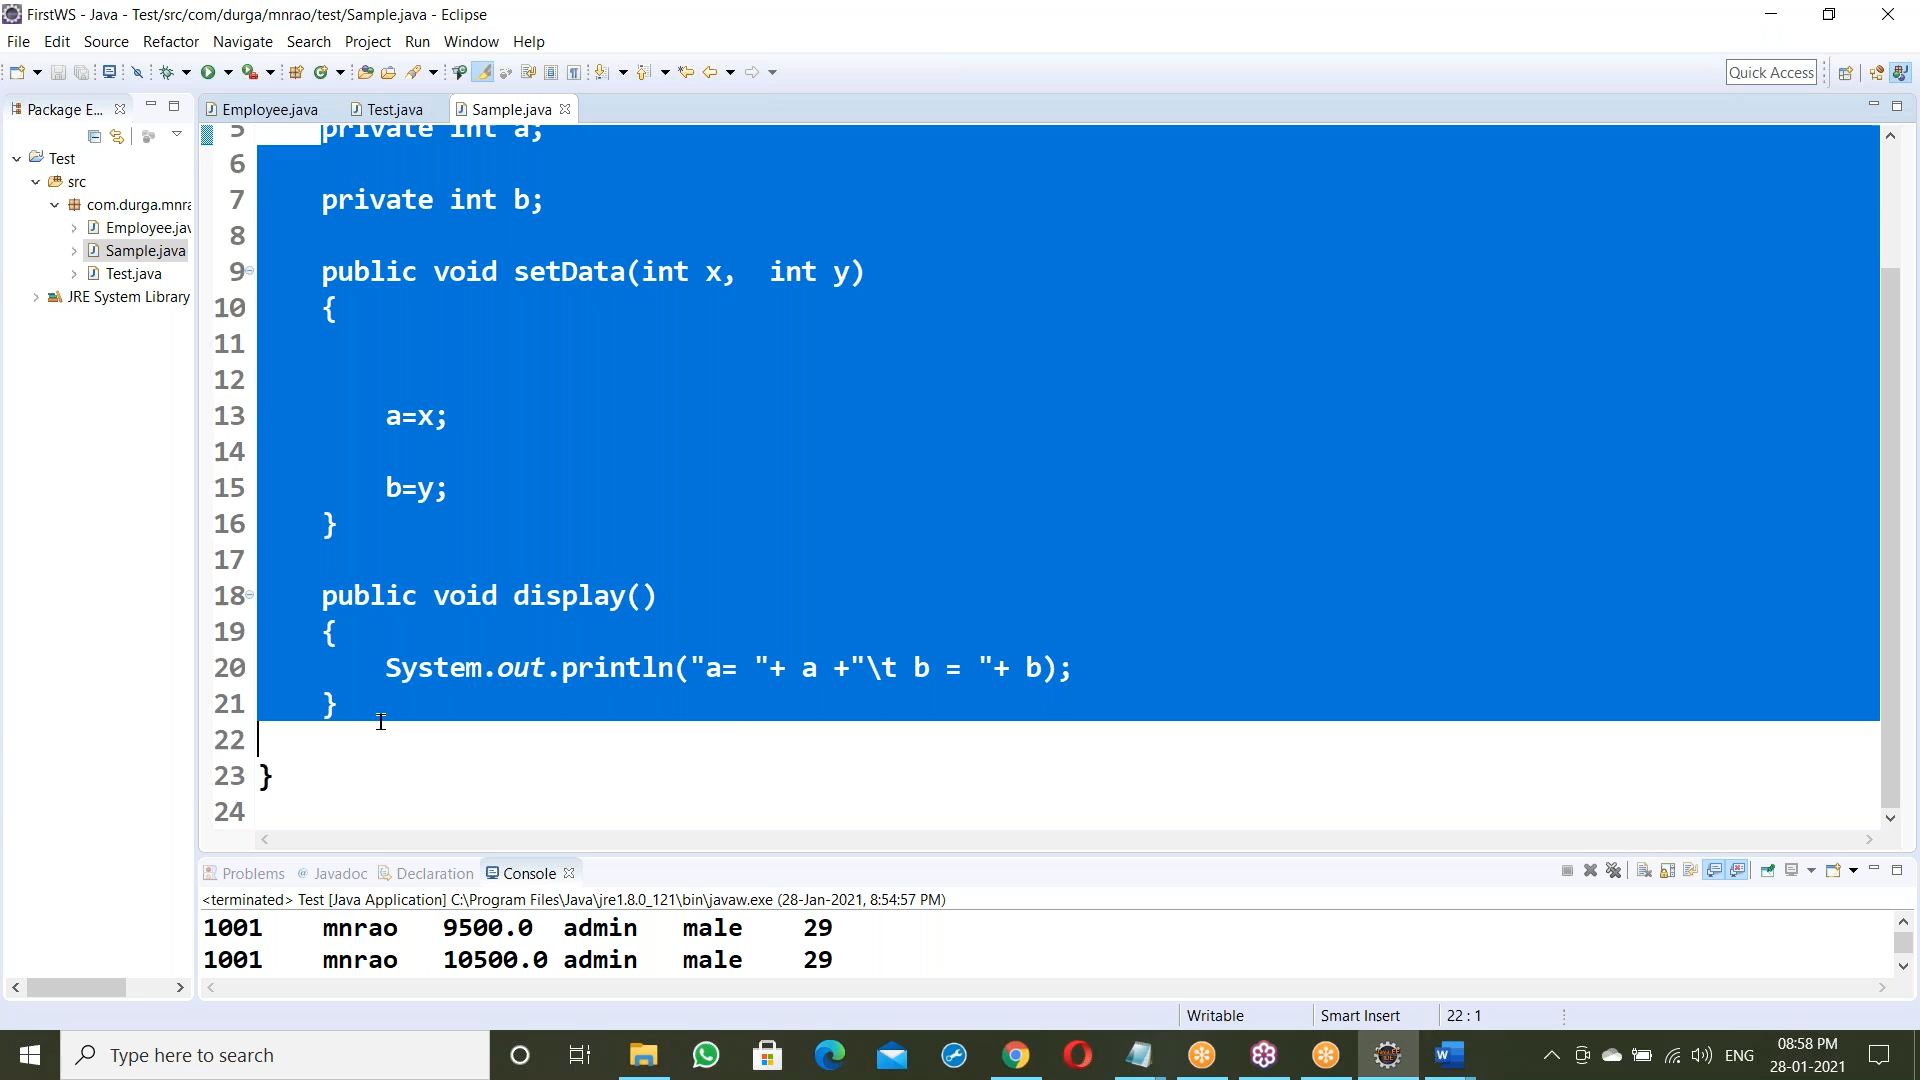 FirstWS - Java - Test/src/com/durga/mnrao/test/Sample.java - Eclipse
File Edit Source Refactor Navigate Search Project Run Window Help
Quick Access
Package E...
Employee.java Test.java Sample.java
Test
src
com.durga.mnra
Employee.jav
Sample.java
Test.java
JRE System Library
5 private int a;
6
7 private int b;
8
9 public void setData(int x,  int y)
10 {
11
12
13 a=x;
14
15 b=y;
16 }
17
18 public void display()
19 {
20 System.out.println("a= "+ a +"\t b = "+ b);
21 }
22
23 }
24
Problems @ Javadoc Declaration Console
<terminated> Test [Java Application] C:\Program Files\Java\jre1.8.0_121\bin\javaw.exe (28-Jan-2021, 8:54:57 PM)
1001 mnrao 9500.0 admin male 29
1001 mnrao 10500.0 admin male 29
Writable Smart Insert 22 : 1
Type here to search
ENG
08:58 PM
28-01-2021